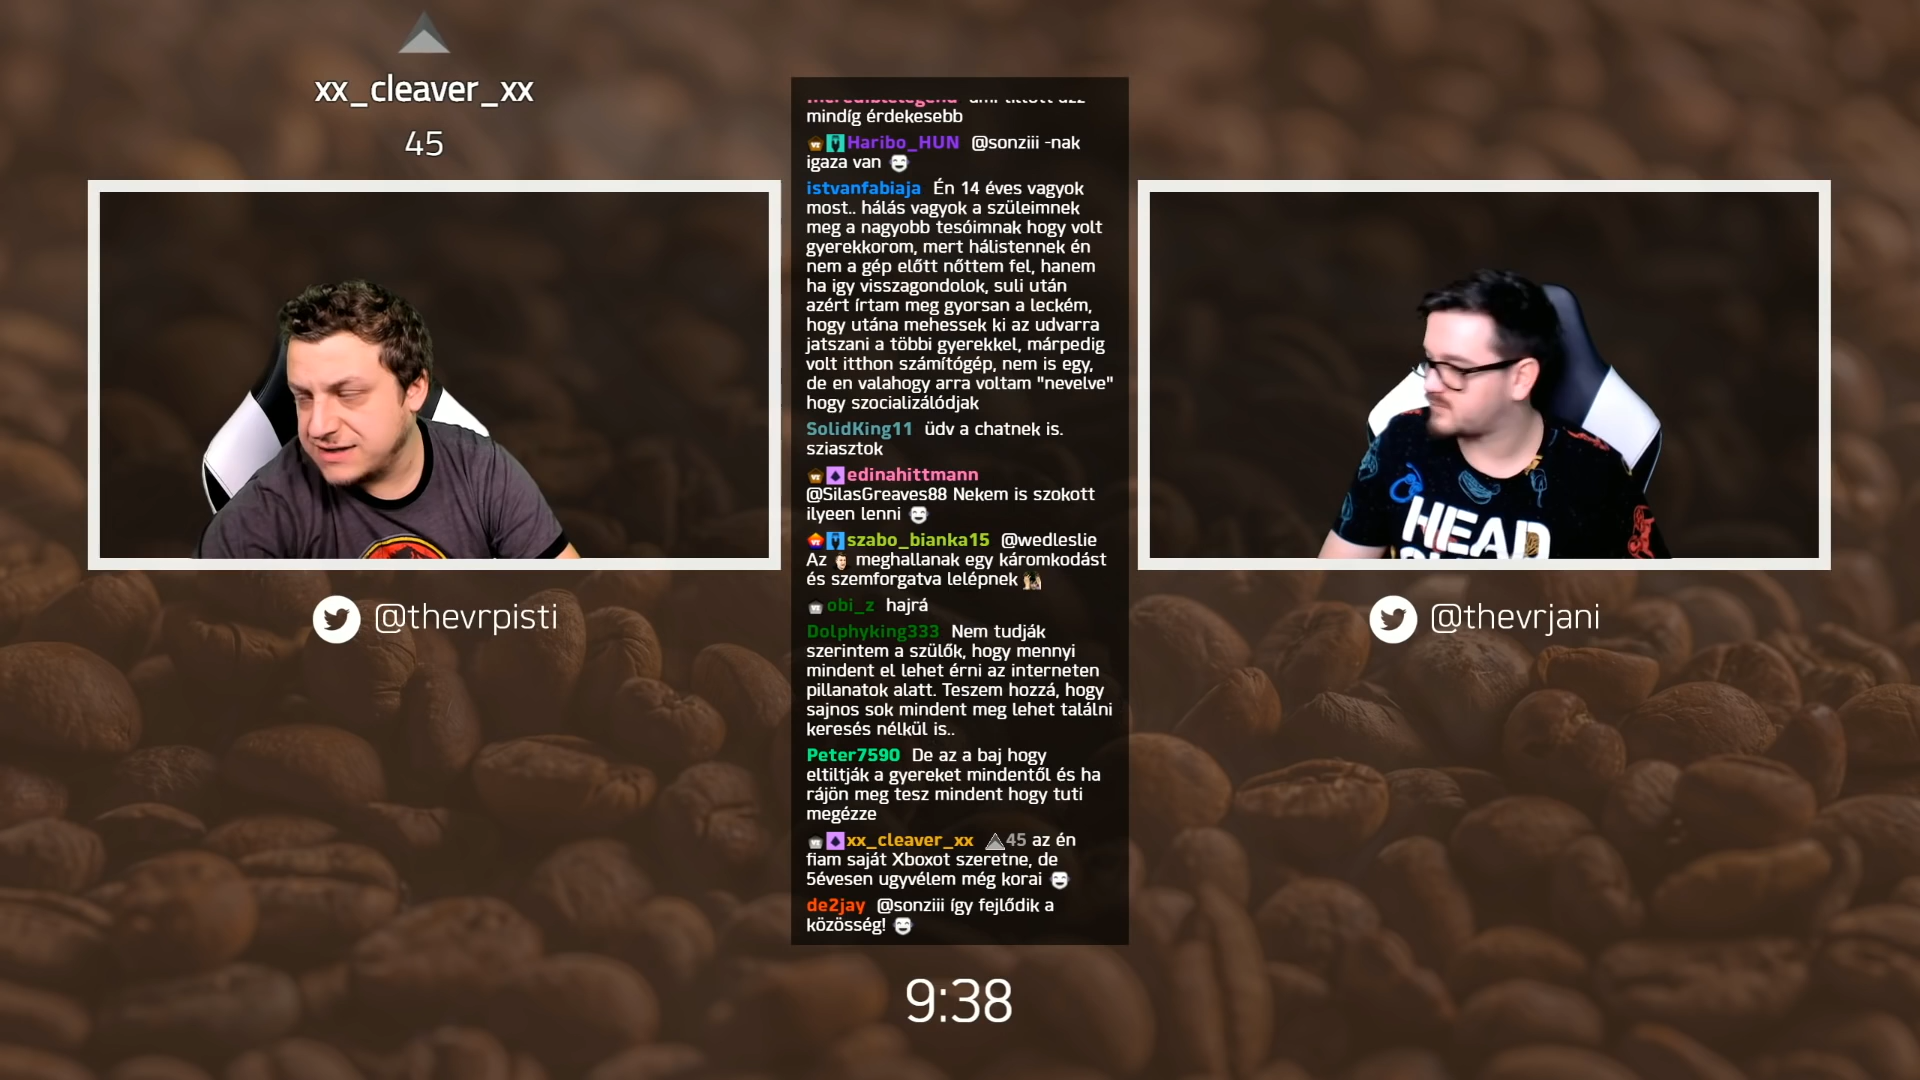 xx_cleaver_xx
45
mindíg érdekesebb
Haribo_HUN @sonziii -nak
igaza van
istvanfabiaja Én 14 éves vagyok
most.. hálás vagyok a szüleimnek
meg a nagyobb tesóimnak hogy volt
gyerekkorom, mert hálistennek én
nem a gép előtt nőttem fel, hanem
ha igy visszagondolok, suli után
azért írtam meg gyorsan a leckém,
hogy utána mehessek ki az udvarra
jatszani a többi gyerekkel, márpedig
volt itthon számítógép, nem is egy,
de en valahogy arra voltam "nevelve"
hogy szocializálódjak
SolidKing11 üdv a chatnek is.
sziasztok
edinahittmann
@SilasGreaves88 Nekem is szokott
ilyeen lenni
szabo_bianka15 @wedleslie
Az meghallanak egy káromkodást
és szemforgatva lelépnek
obi_z hajrá
Dolphyking333 Nem tudják
szerintem a szülők, hogy mennyi
mindent el lehet érni az interneten
pillanatok alatt. Teszem hozzá, hogy
sajnos sok mindent meg lehet találni
keresés nélkül is..
Peter7590 De az a baj hogy
eltiltják a gyereket mindentől és ha
rájön meg tesz mindent hogy tuti
megézze
xx_cleaver_xx 45 az én
fiam saját Xboxot szeretne, de
5évesen ugyvélem még korai
de2jay @sonziii így fejlődik a
közösség!
HEAD
@thevrpisti
@thevrjani
9:38